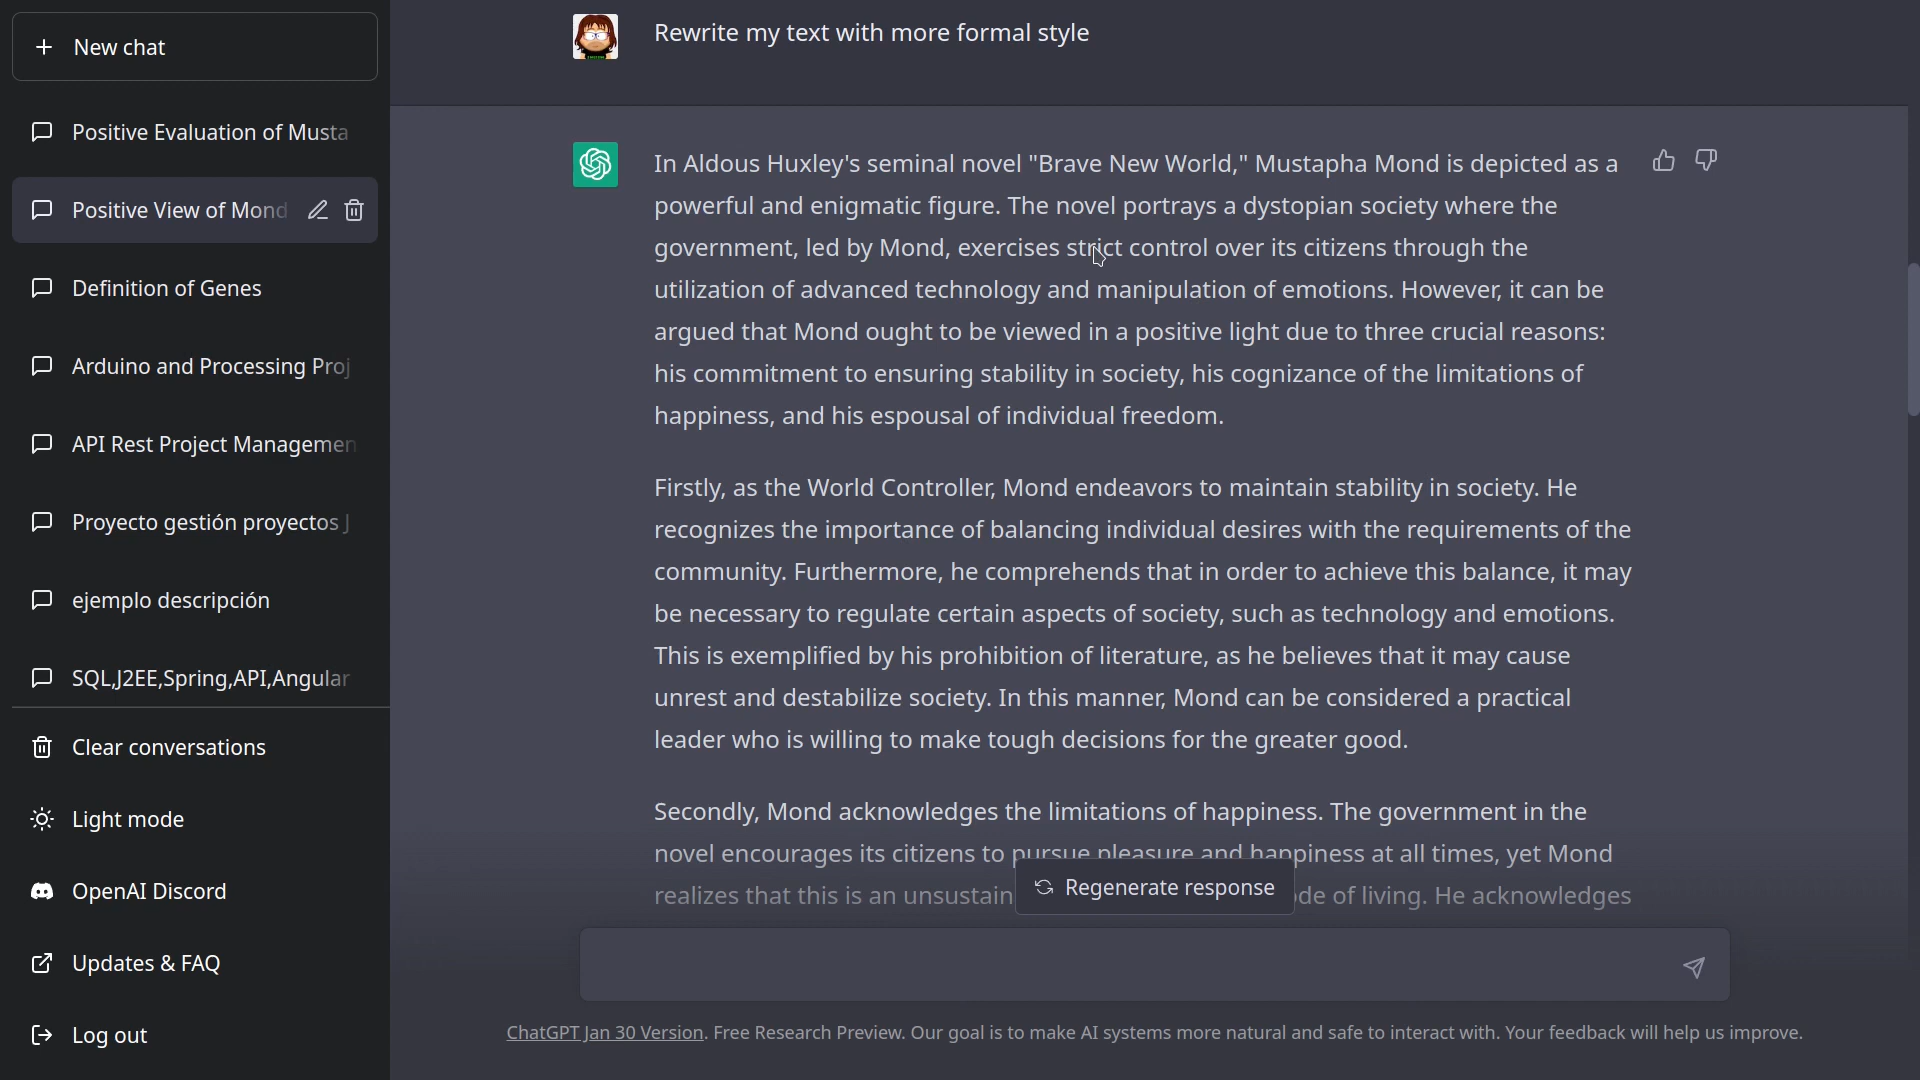 New chat
Positive Evaluation of Musta
Positive View of Mond
Definition of Genes
Arduino and Processing Proj
API Rest Project Managemen
Proyecto gestión proyectos J
ejemplo descripción
SQL,J2EE,Spring,API,Angular
Clear conversations
Light mode
OpenAI Discord
Updates & FAQ
Log out
Rewrite my text with more formal style
In Aldous Huxley's seminal novel "Brave New World," Mustapha Mond is depicted as a
powerful and enigmatic figure. The novel portrays a dystopian society where the
government, led by Mond, exercises strict control over its citizens through the
utilization of advanced technology and manipulation of emotions. However, it can be
argued that Mond ought to be viewed in a positive light due to three crucial reasons:
his commitment to ensuring stability in society, his cognizance of the limitations of
happiness, and his espousal of individual freedom.
Firstly, as the World Controller, Mond endeavors to maintain stability in society. He
recognizes the importance of balancing individual desires with the requirements of the
community. Furthermore, he comprehends that in order to achieve this balance, it may
be necessary to regulate certain aspects of society, such as technology and emotions.
This is exemplified by his prohibition of literature, as he believes that it may cause
unrest and destabilize society. In this manner, Mond can be considered a practical
leader who is willing to make tough decisions for the greater good.
Secondly, Mond acknowledges the limitations of happiness. The government in the
novel encourages its citizens to pursue pleasure and happiness at all times, yet Mond
realizes that this is an unsustain ode of living. He acknowledges
Regenerate response
ChatGPT Jan 30 Version. Free Research Preview. Our goal is to make AI systems more natural and safe to interact with. Your feedback will help us improve.